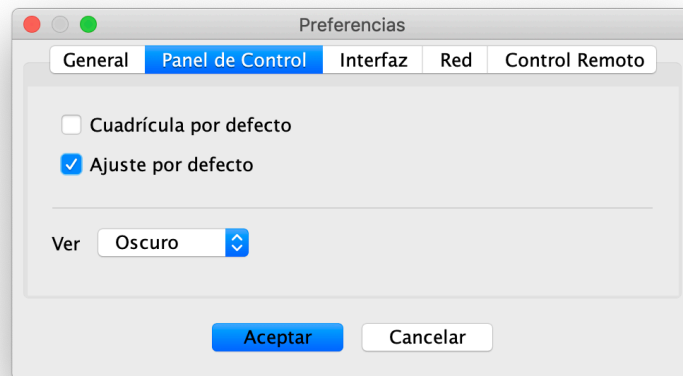 Preferencias
General Panel de Control Interfaz Red Control Remoto
Cuadrícula por defecto
Ajuste por defecto
Ver Oscuro
Aceptar Cancelar